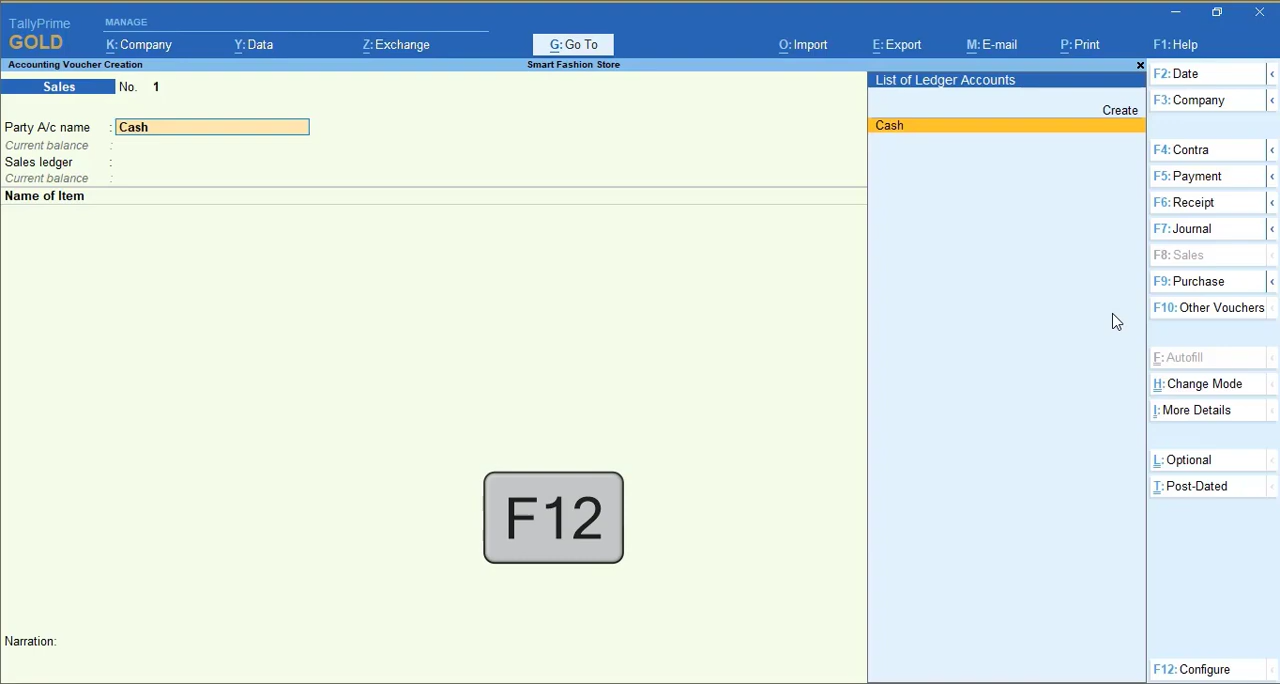 TallyPrime
GOLD
MANAGE
K: Company
Y: Data
Z: Exchange
G: Go To
O: Import
E: Export
M: E-mail
P: Print
F1: Help
Accounting Voucher Creation
Smart Fashion Store
Sales No. 1
Party A/c name : Cash
Current balance :
Sales ledger :
Current balance :
Name of Item
Narration:
List of Ledger Accounts
Create
Cash
F2: Date
F3: Company
F4: Contra
F5: Payment
F6: Receipt
F7: Journal
F8: Sales
F9: Purchase
F10: Other Vouchers
F: Autofill
H: Change Mode
I: More Details
L: Optional
T: Post-Dated
F12: Configure
F12